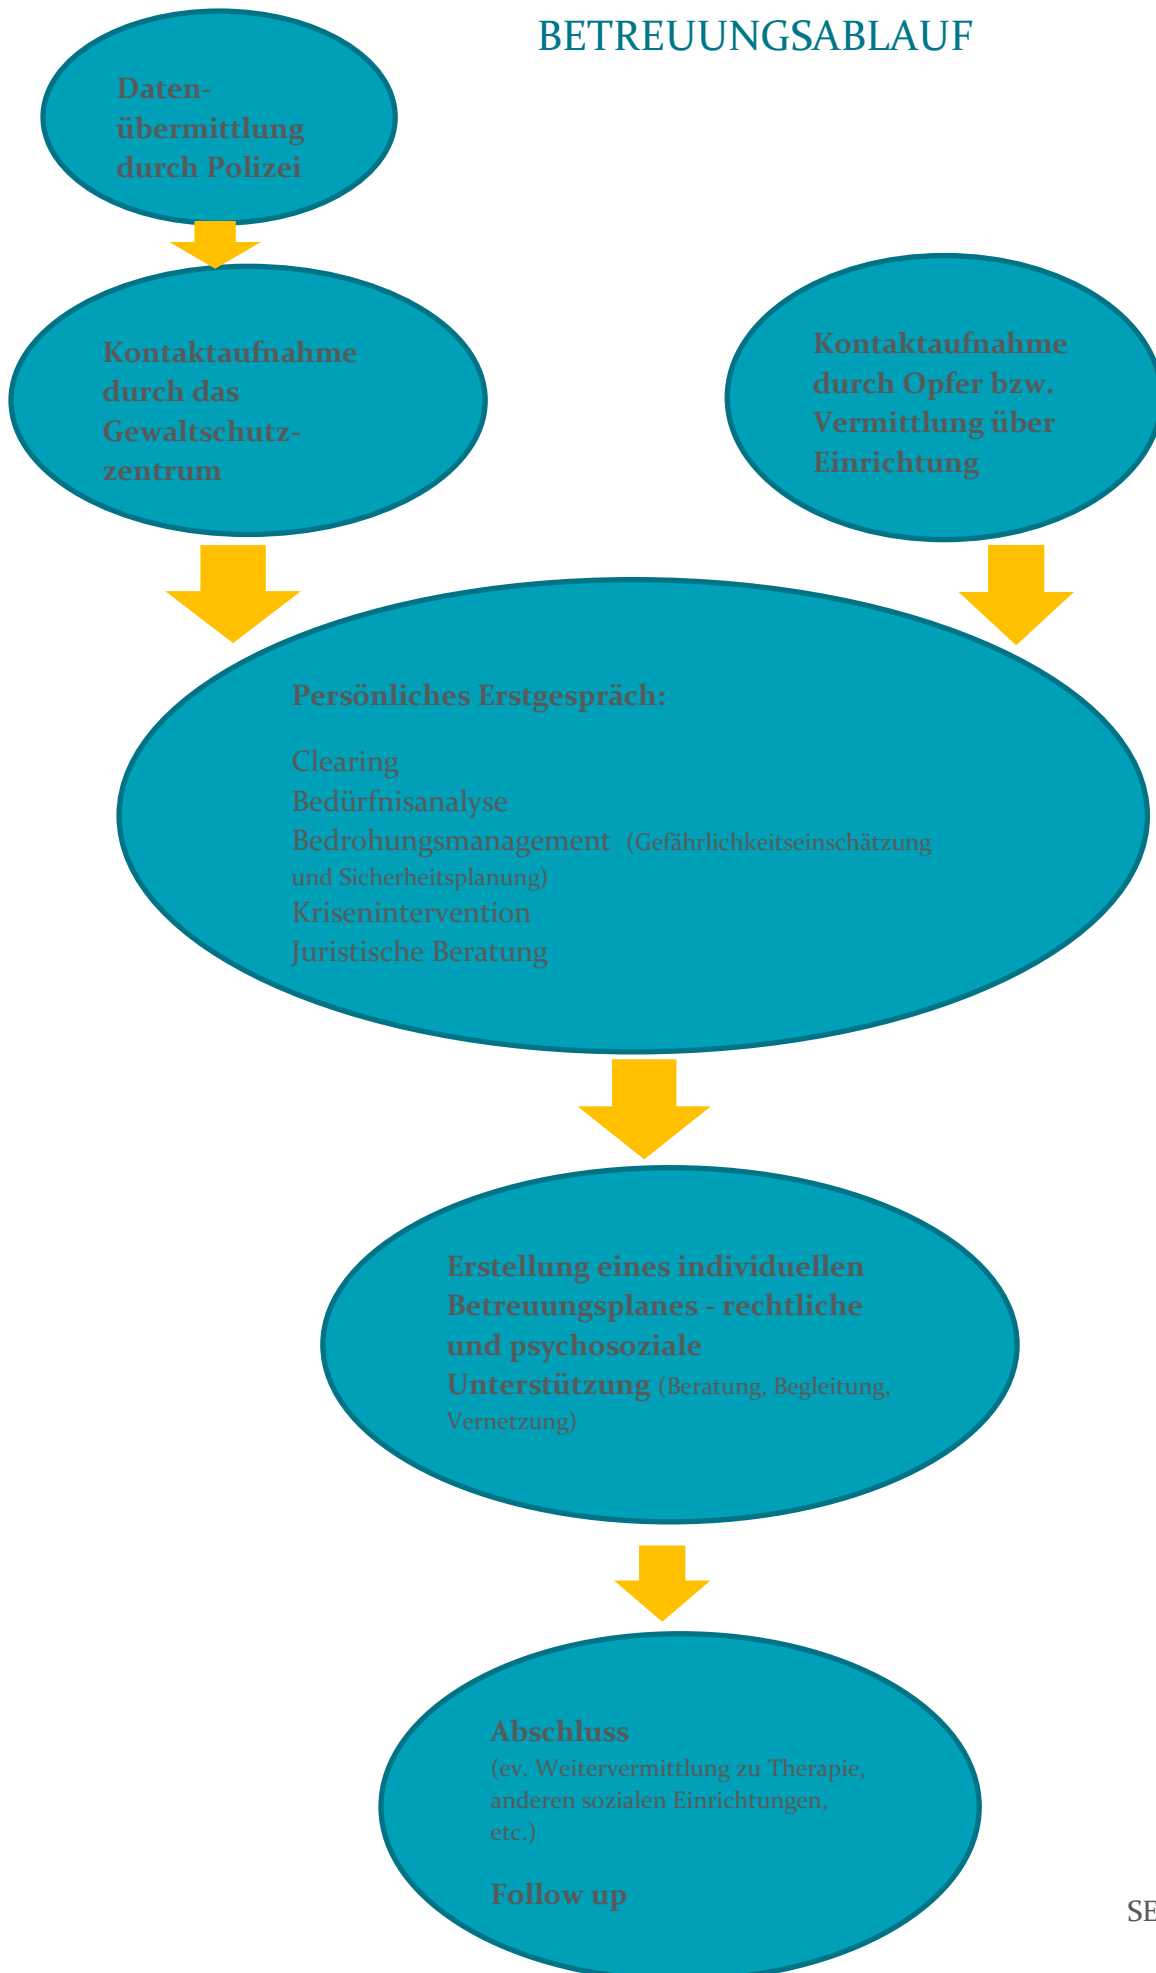 BETREUUNGSABLAUF
Daten-
übermittlung
durch Polizei
Kontaktaufnahme
durch das
Gewaltschutz-
zentrum
Kontaktaufnahme
durch Opfer bzw.
Vermittlung über
Einrichtung
Persönliches Erstgespräch:
Clearing
Bedürfnisanalyse
Bedrohungsmanagement (Gefährlichkeitseinschätzung
und Sicherheitsplanung)
Krisenintervention
Juristische Beratung
Erstellung eines individuellen
Betreuungsplanes - rechtliche
und psychosoziale
Unterstützung (Beratung, Begleitung,
Vernetzung)
Abschluss
(ev. Weitervermittlung zu Therapie,
anderen sozialen Einrichtungen,
etc.)
Follow up